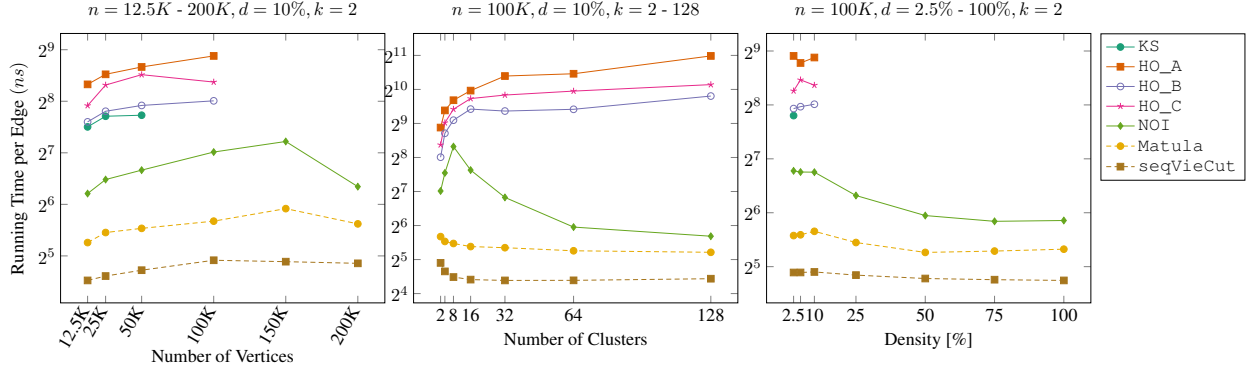 n = 12.5K - 200K, d = 10%, k = 2
n = 100K, d = 10%, k = 2 - 128
n = 100K, d = 2.5% - 100%, k = 2
Running Time per Edge (ns)
2^9
2^8
2^7
2^6
2^5
12.5K
25K
50K
100K
150K
200K
Number of Vertices
2^11
2^10
2^9
2^8
2^7
2^6
2^5
2^4
2 8 16 32 64 128
Number of Clusters
2^9
2^8
2^7
2^6
2^5
2.5 10 25 50 75 100
Density [%]
KS
HO_A
HO_B
HO_C
NOI
Matula
seqVieCut